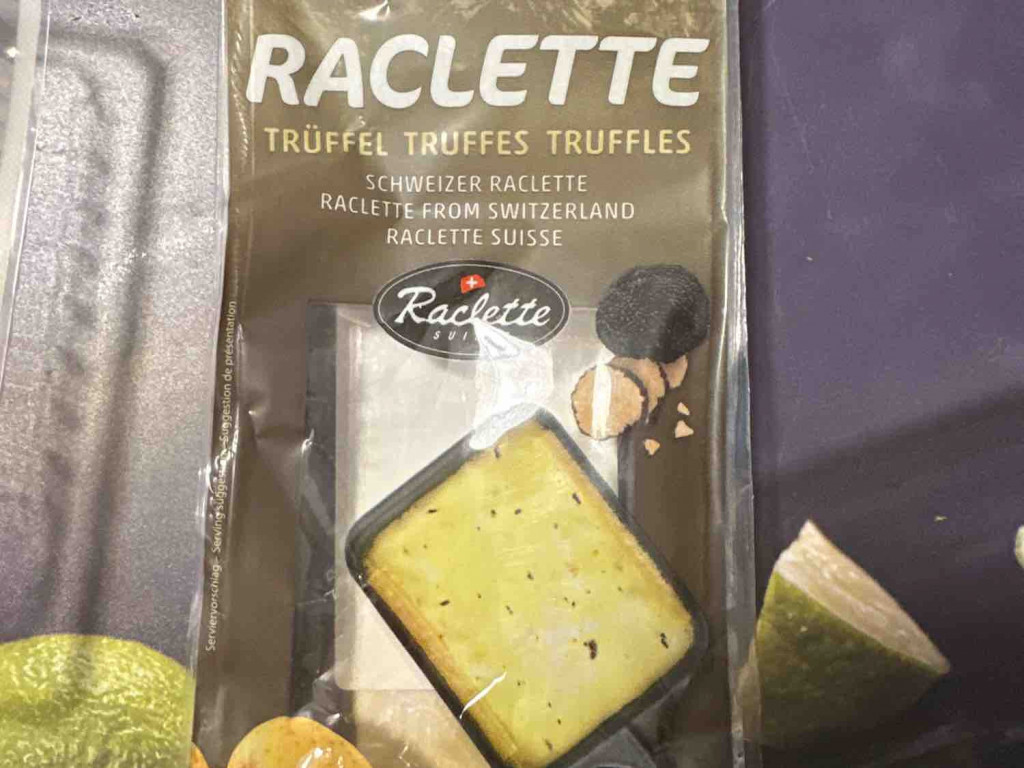 RACLETTE
TRÜFFEL TRUFFES TRUFFLES
SCHWEIZER RACLETTE
RACLETTE FROM SWITZERLAND
RACLETTE SUISSE
Raclette
Serviervorschlag - Serving suggestion - Suggestion de présentation